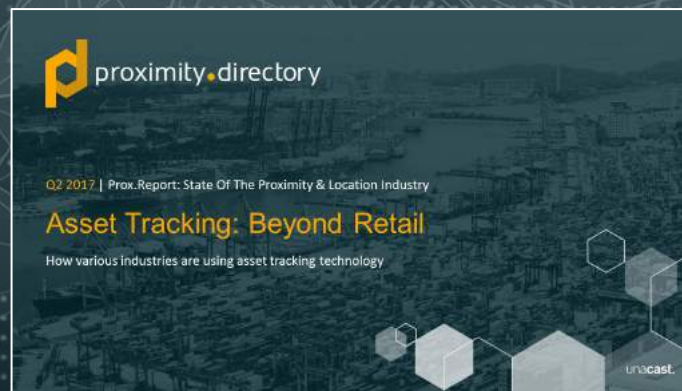 proximity.directory
Q2 2017 | Prox.Report: State Of The Proximity & Location Industry
Asset Tracking: Beyond Retail
How various industries are using asset tracking technology
unacast.